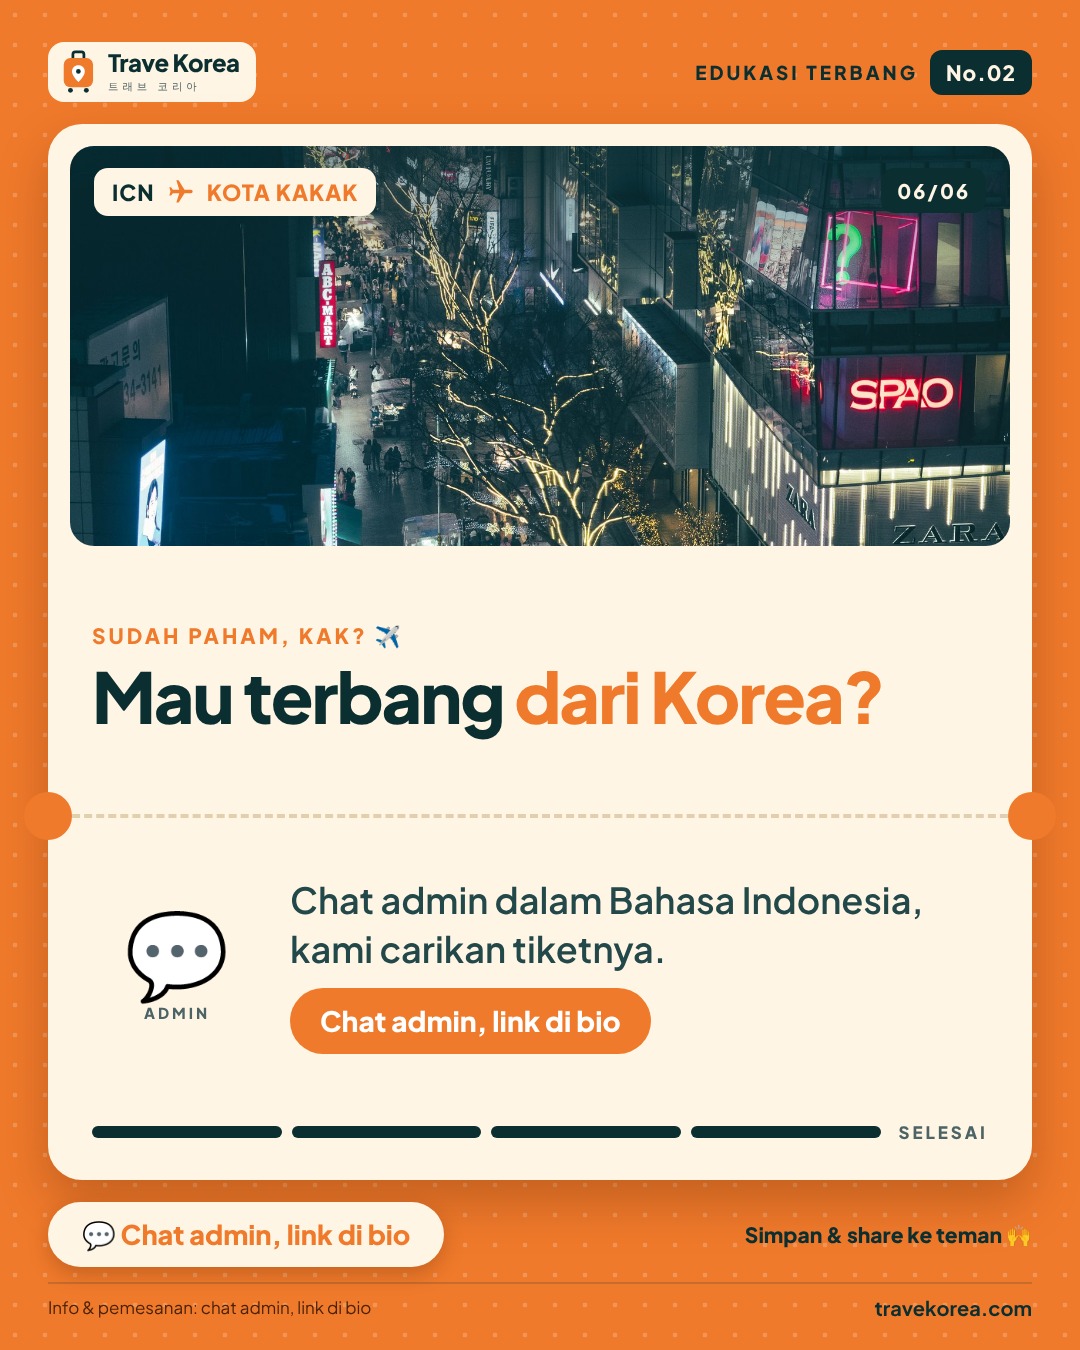 Trave Korea
트래브 코리아
EDUKASI TERBANG
No.02
ICN ✈ KOTA KAKAK
06/06
ABC-MART
?
SPAO
ZARA
ZARA
SUDAH PAHAM, KAK? ✈️
Mau terbang dari Korea?
Chat admin dalam Bahasa Indonesia,
kami carikan tiketnya.
💬
ADMIN
Chat admin, link di bio
SELESAI
💬 Chat admin, link di bio
Simpan & share ke teman 🙌
Info & pemesanan: chat admin, link di bio
travekorea.com